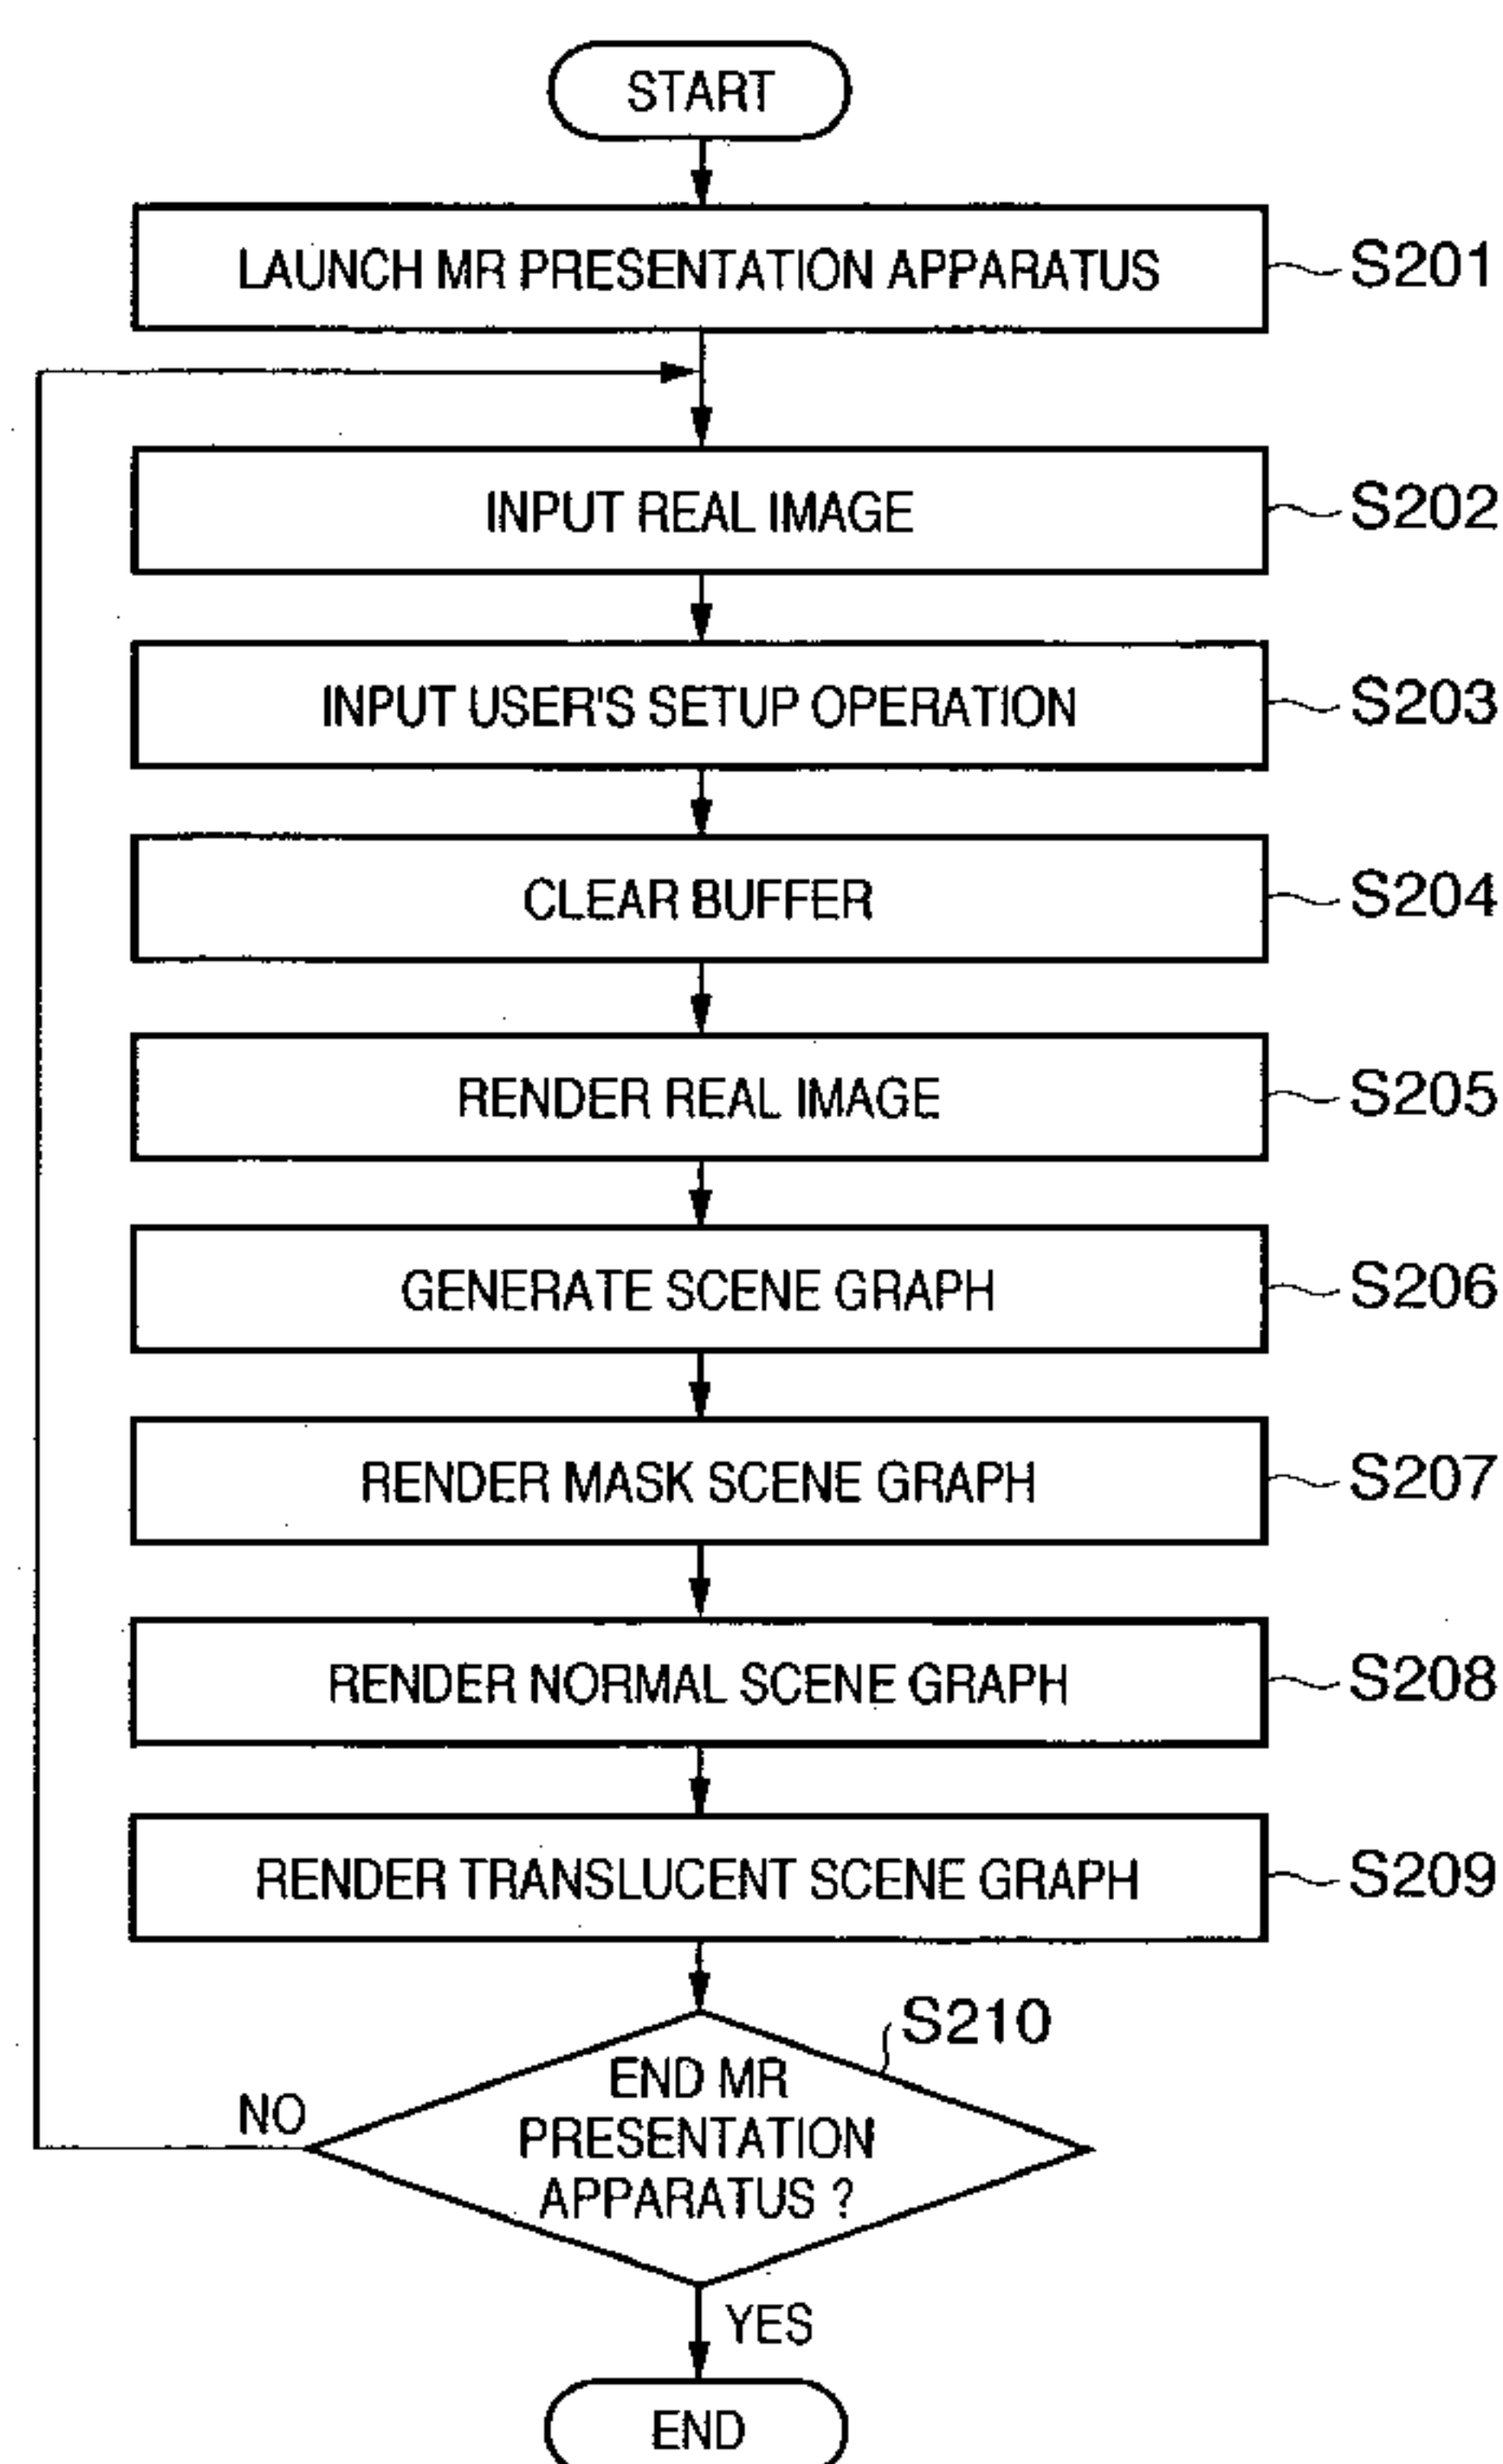 START
LAUNCH MR PRESENTATION APPARATUS
S201
INPUT REAL IMAGE
S202
INPUT USER'S SETUP OPERATION
S203
CLEAR BUFFER
S204
RENDER REAL IMAGE
S205
GENERATE SCENE GRAPH
S206
RENDER MASK SCENE GRAPH
S207
RENDER NORMAL SCENE GRAPH
S208
RENDER TRANSLUCENT SCENE GRAPH
S209
S210
END MR
PRESENTATION
APPARATUS ?
NO
YES
END